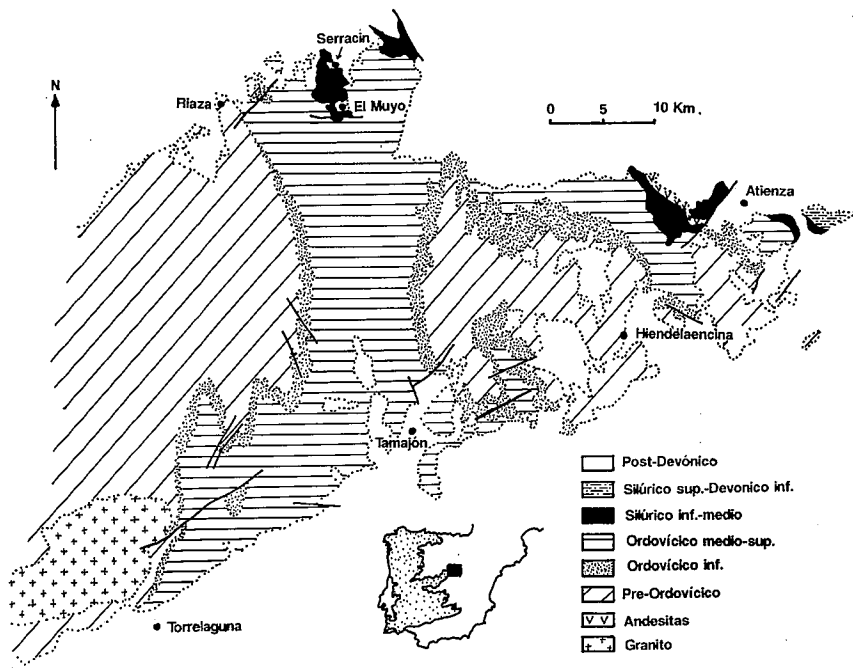 Serracín
N
Riaza
El Muyo
0 5 10 Km.
Atienza
Hiendelaencina
Tamajón
Post-Devónico
Silúrico sup.-Devonico inf.
Silúrico inf.-medio
Ordovícico medio-sup.
Ordovícico inf.
Pre-Ordovícico
Andesitas
Granito
Torrelaguna